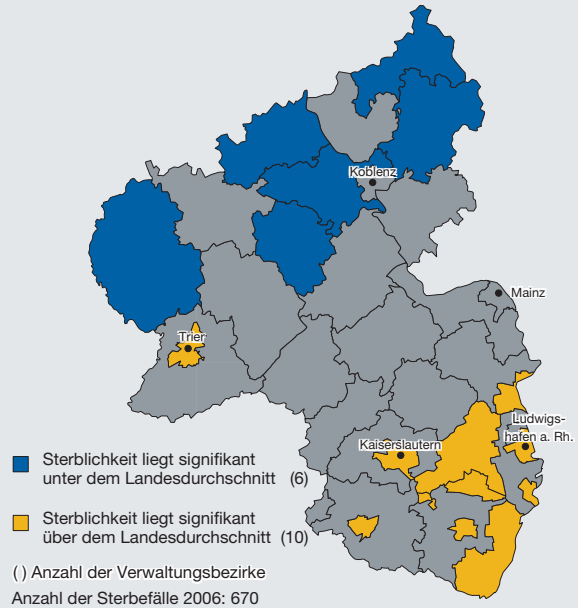 Koblenz
Mainz
Trier
Ludwigs-
hafen a. Rh.
Kaiserslautern
Sterblichkeit liegt signifikant
unter dem Landesdurchschnitt (6)
Sterblichkeit liegt signifikant
über dem Landesdurchschnitt (10)
( ) Anzahl der Verwaltungsbezirke
Anzahl der Sterbefälle 2006: 670